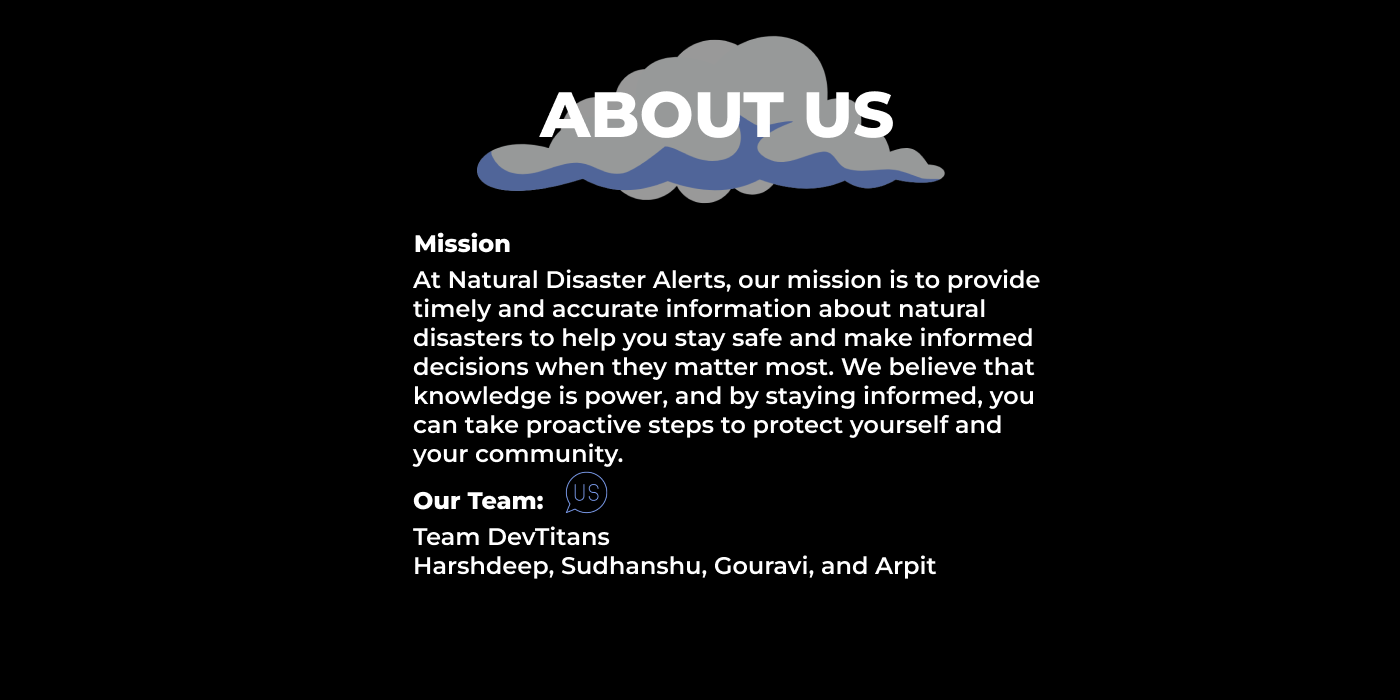 ABOUT US
Mission
At Natural Disaster Alerts, our mission is to provide
timely and accurate information about natural
disasters to help you stay safe and make informed
decisions when they matter most. We believe that
knowledge is power, and by staying informed, you
can take proactive steps to protect yourself and
your community.
Our Team: US
Team DevTitans
Harshdeep, Sudhanshu, Gouravi, and Arpit